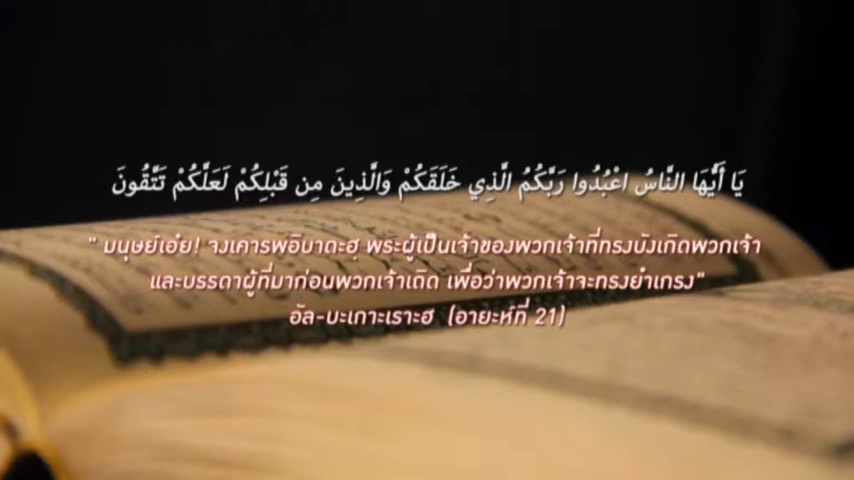 يَا أَيُّهَا النَّاسُ اعْبُدُوا رَبَّكُمُ الَّذِي خَلَقَكُمْ وَالَّذِينَ مِن قَبْلِكُمْ لَعَلَّكُمْ تَتَّقُونَ
" มนุษย์เอ๋ย! จงเคารพอิบาดะฮฺ พระผู้เป็นเจ้าของพวกเจ้าที่ทรงบังเกิดพวกเจ้า
และบรรดาผู้ที่มาก่อนพวกเจ้าเถิด เพื่อว่าพวกเจ้าจะทรงยำเกรง"
อัล-บะเกาะเราะฮ (อายะห์ที่ 21)